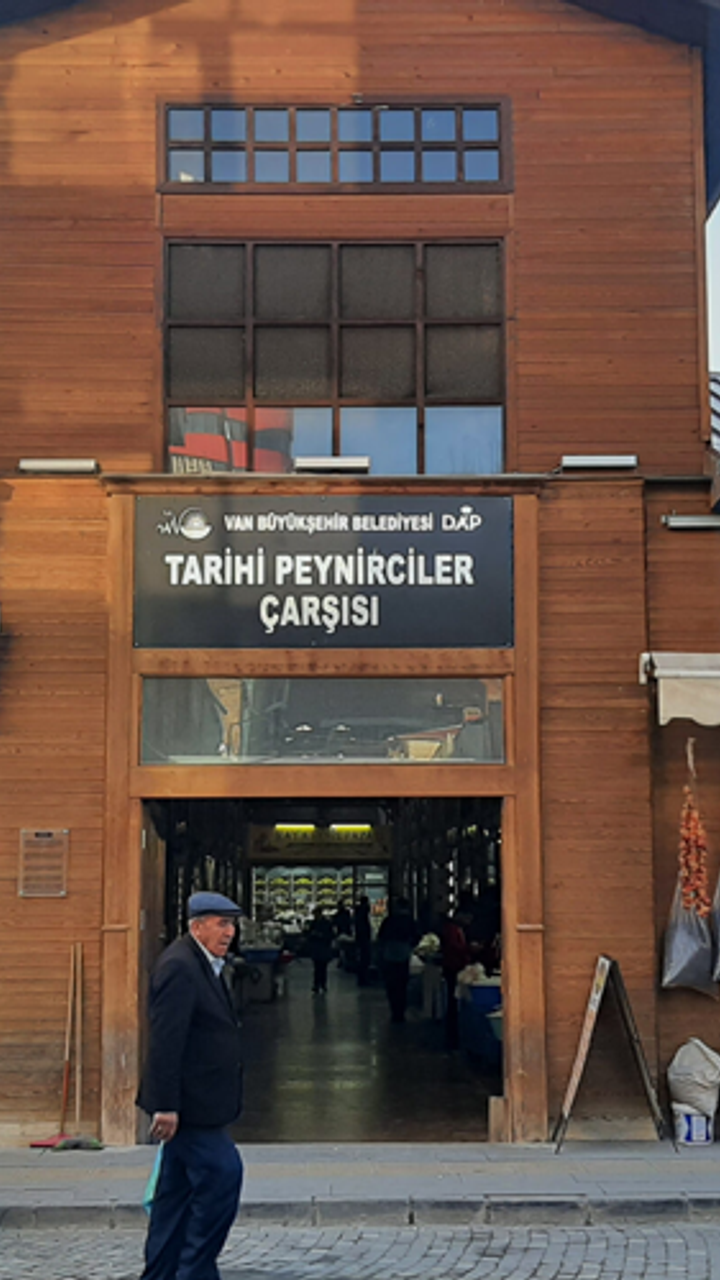 VAN BÜYÜKŞEHİR BELEDİYESİ DAP
TARİHİ PEYNİRCİLER
ÇARŞISI